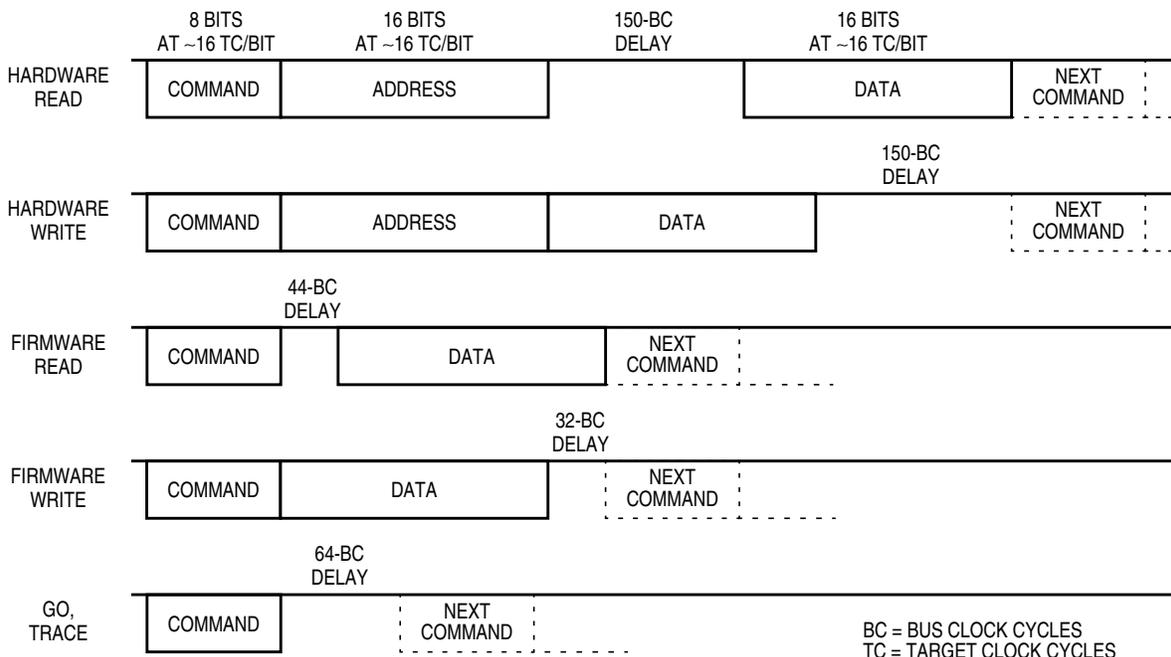 8 BITS
AT ~16 TC/BIT
16 BITS
AT ~16 TC/BIT
150-BC
DELAY
16 BITS
AT ~16 TC/BIT
HARDWARE
READ
COMMAND
ADDRESS
DATA
NEXT
COMMAND
150-BC
DELAY
HARDWARE
WRITE
COMMAND
ADDRESS
DATA
NEXT
COMMAND
44-BC
DELAY
FIRMWARE
READ
COMMAND
DATA
NEXT
COMMAND
32-BC
DELAY
FIRMWARE
WRITE
COMMAND
DATA
NEXT
COMMAND
64-BC
DELAY
GO,
TRACE
COMMAND
NEXT
COMMAND
BC = BUS CLOCK CYCLES
TC = TARGET CLOCK CYCLES